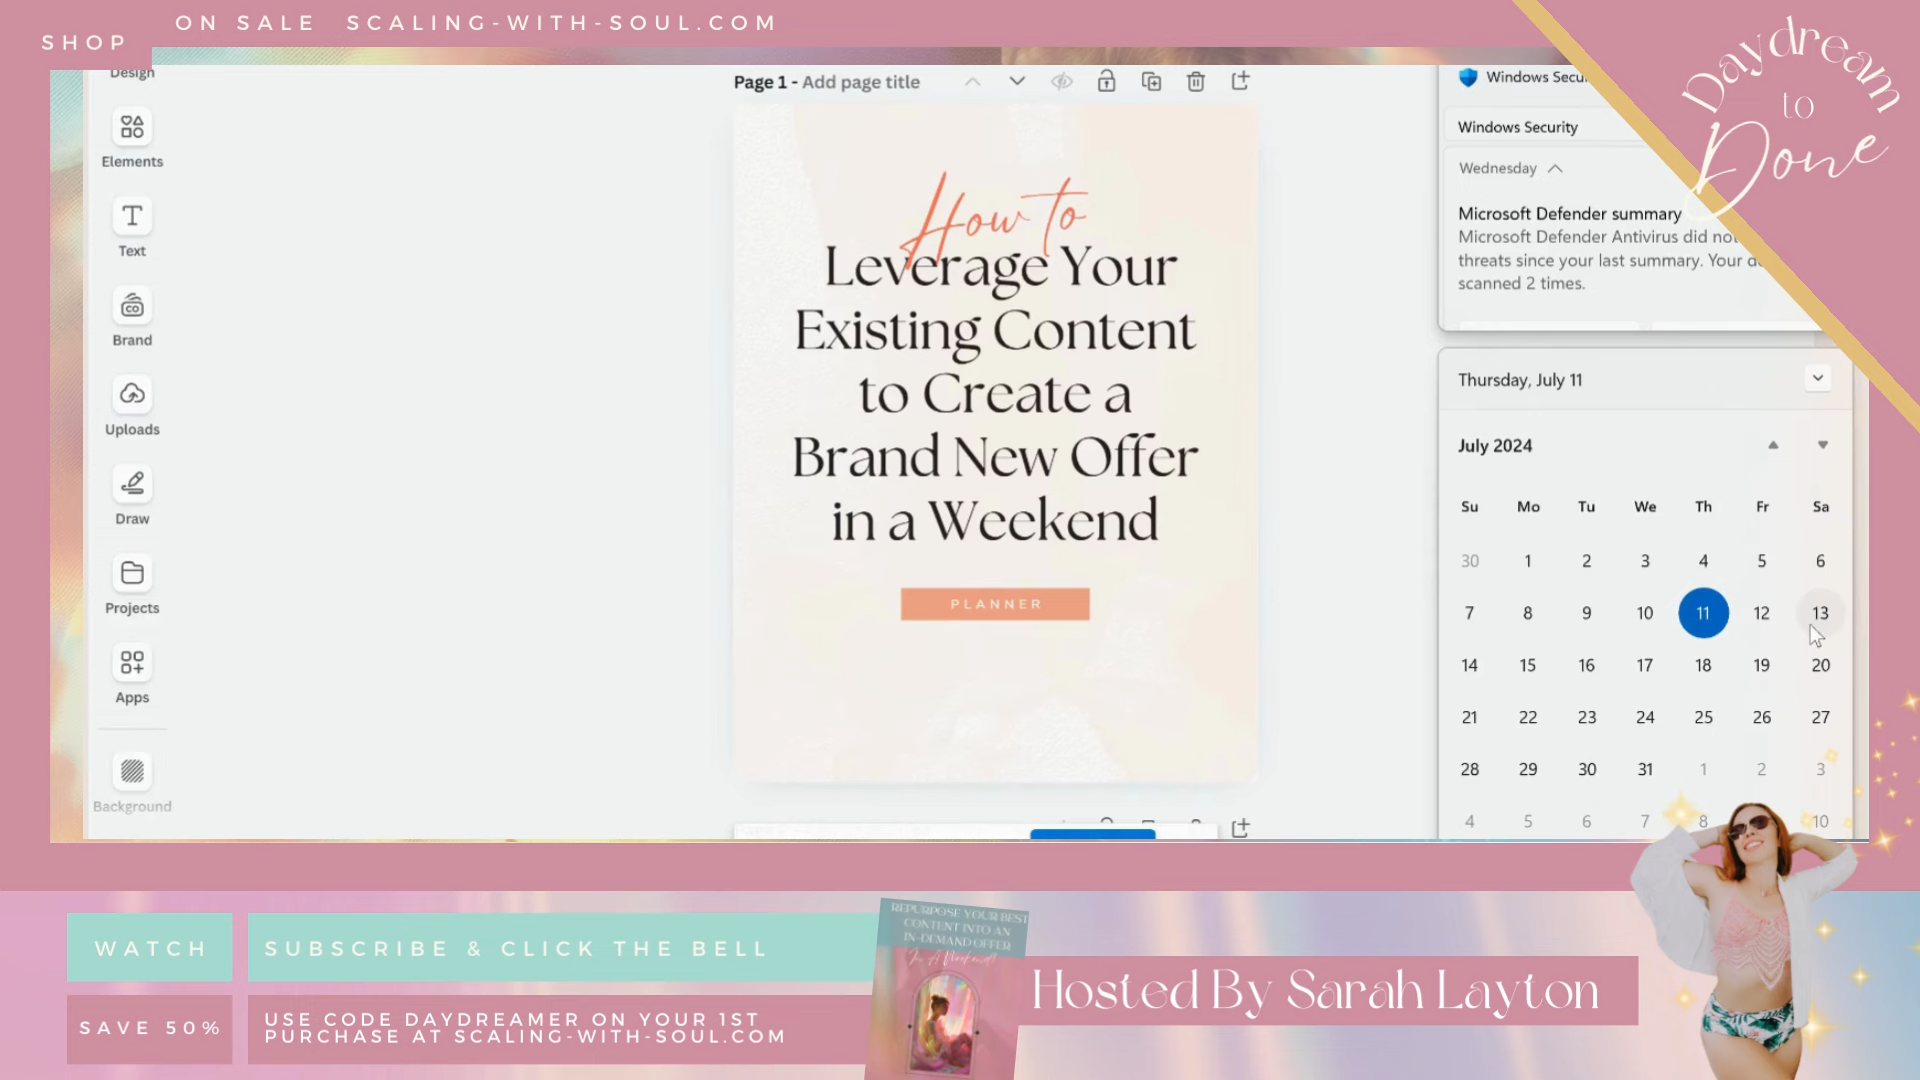 ON SALE SCALING-WITH-SOUL.COM
SHOP
Daydream
to
Done
Design
Elements
Text
Brand
Uploads
Draw
Projects
Apps
Background
Page 1 - Add page title
How to
Leverage Your
Existing Content
to Create a
Brand New Offer
in a Weekend
PLANNER
Windows Secu
Windows Security
Wednesday
Microsoft Defender summary
Microsoft Defender Antivirus did no
threats since your last summary. Your d
scanned 2 times.
Thursday, July 11
July 2024
Su Mo Tu We Th Fr Sa
30 1 2 3 4 5 6
7 8 9 10 11 12 13
14 15 16 17 18 19 20
21 22 23 24 25 26 27
28 29 30 31 1 2 3
4 5 6 7 8 10
WATCH
SUBSCRIBE & CLICK THE BELL
SAVE 50%
USE CODE DAYDREAMER ON YOUR 1ST
PURCHASE AT SCALING-WITH-SOUL.COM
REPURPOSE YOUR BEST
CONTENT INTO AN
IN-DEMAND OFFER
In A Weekend!
Hosted By Sarah Layton